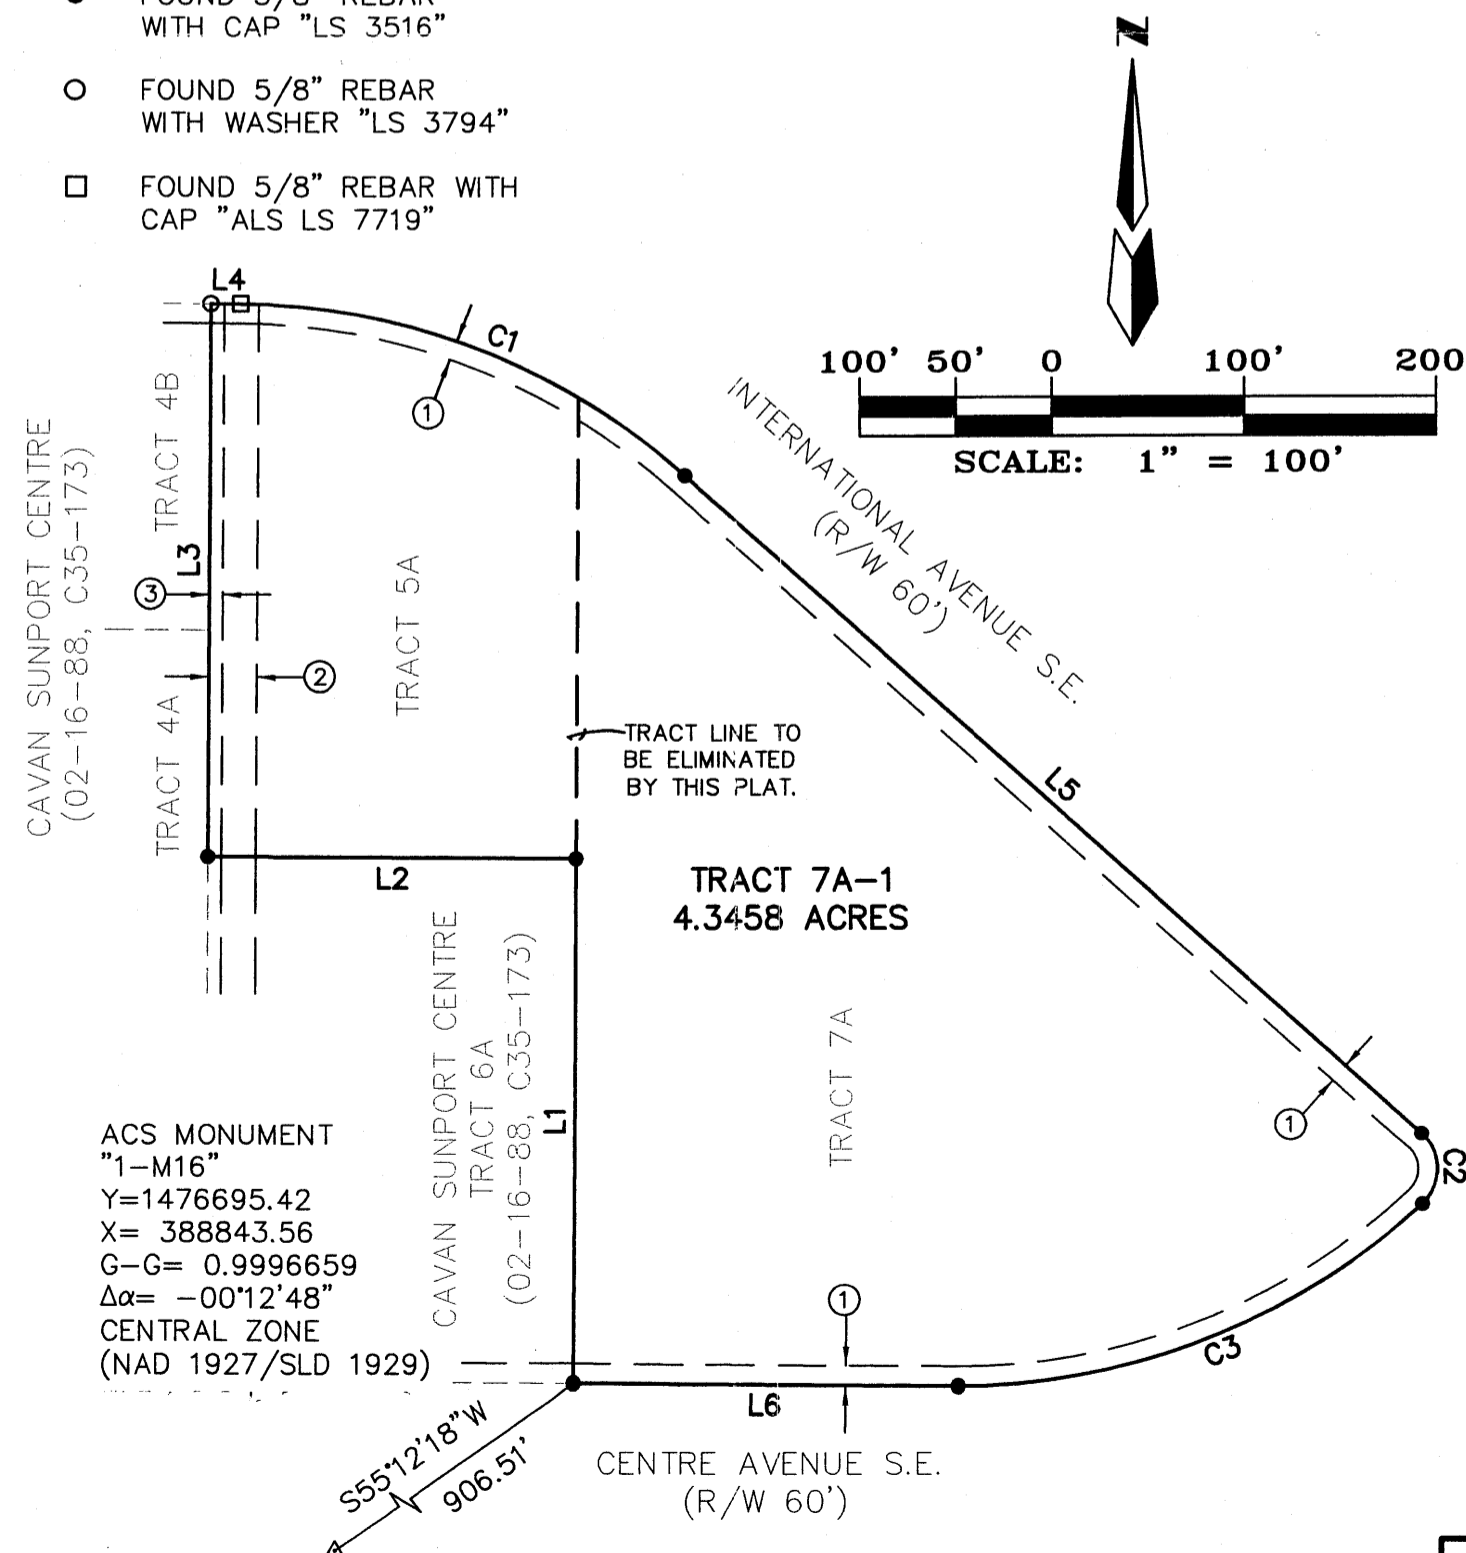 FOUND 5/8" REBAR
WITH CAP "LS 3516"
FOUND 5/8" REBAR
WITH WASHER "LS 3794"
FOUND 5/8" REBAR WITH
CAP "ALS LS 7719"
N
100' 50' 0 100' 200
SCALE: 1" = 100'
L4
C1
1
INTERNATIONAL AVENUE S.E.
(R/W 60')
CAVAN SUNPORT CENTRE
(02-16-88, C35-173)
TRACT 4B
L3
3
TRACT 5A
2
TRACT 4A
TRACT LINE TO
BE ELIMINATED
BY THIS PLAT.
L5
L2
TRACT 7A-1
4.3458 ACRES
CAVAN SUNPORT CENTRE
TRACT 6A
(02-16-88, C35-173)
L1
TRACT 7A
1
C2
ACS MONUMENT
"1-M16"
Y=1476695.42
X= 388843.56
G-G= 0.9996659
Δα= -00°12'48"
CENTRAL ZONE
(NAD 1927/SLD 1929)
1
C3
L6
S55°12'18"W
906.51'
CENTRE AVENUE S.E.
(R/W 60')